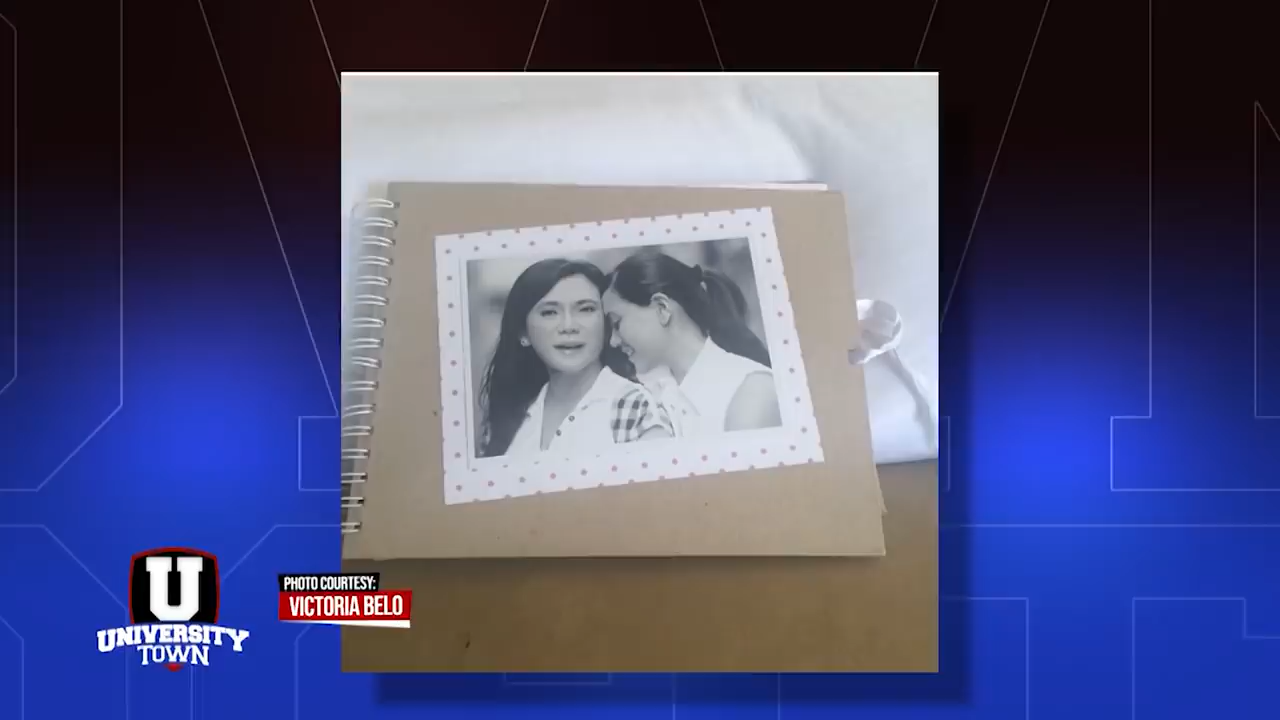 U
UNIVERSITY
TOWN
PHOTO COURTESY:
VICTORIA BELO